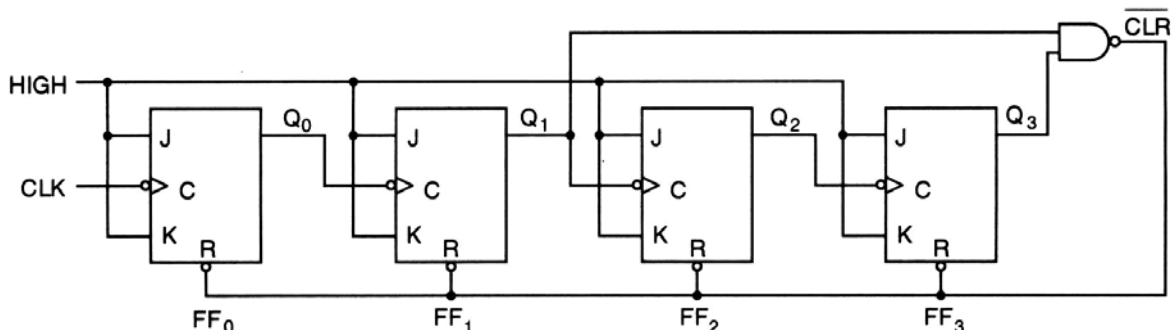 CLR
HIGH
Q0 Q1 Q2 Q3
J J J J
CLK C C C C
K K K K
R R R R
FF0 FF1 FF2 FF3